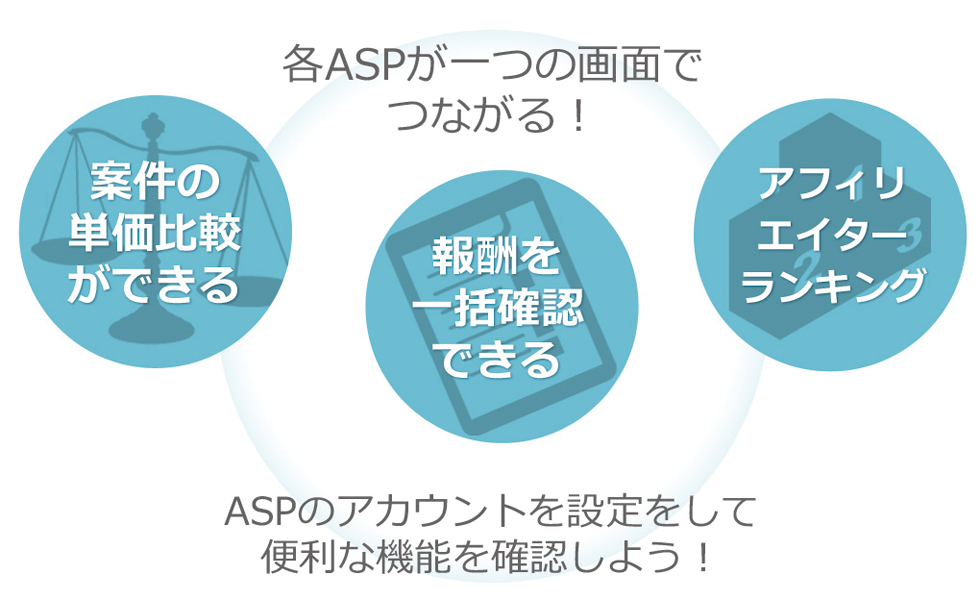 各ASPが一つの画面で
つながる！
案件の
単価比較
ができる
報酬を
一括確認
できる
アフィリ
エイター
ランキング
1
2
3
ASPのアカウントを設定をして
便利な機能を確認しよう！